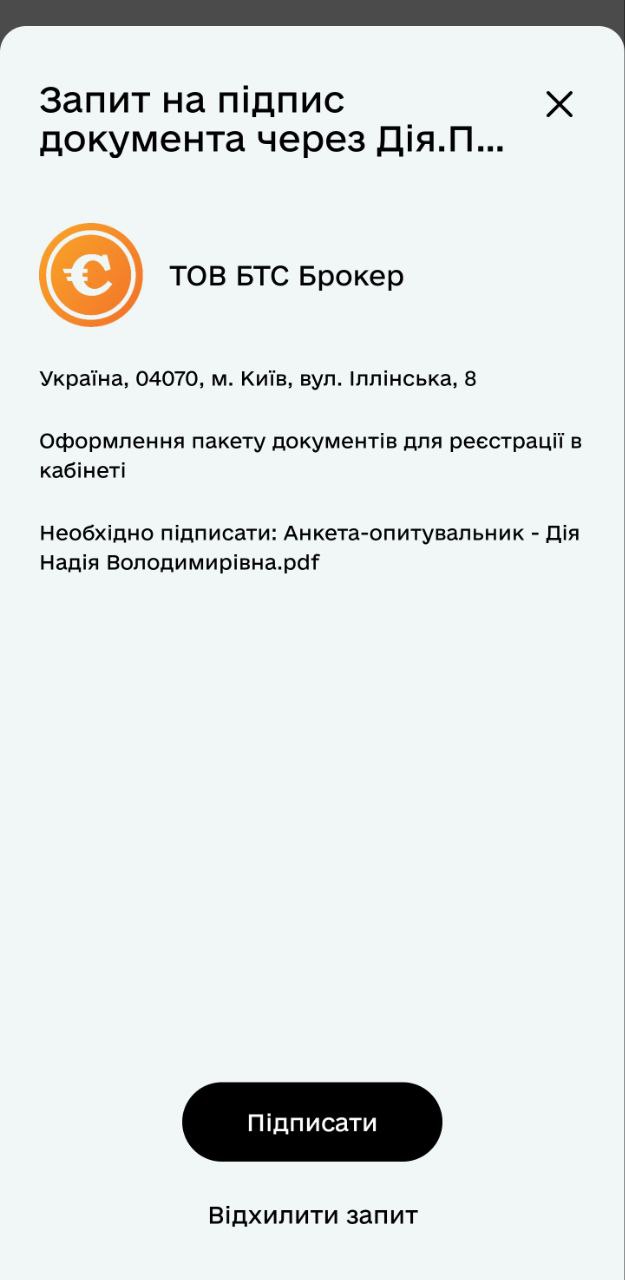 Запит на підпис
документа через Дія.П...
ТОВ БТС Брокер
Україна, 04070, м. Київ, вул. Іллінська, 8
Оформлення пакету документів для реєстрації в
кабінеті
Необхідно підписати: Анкета-опитувальник - Дія
Надія Володимирівна.pdf
Підписати
Відхилити запит